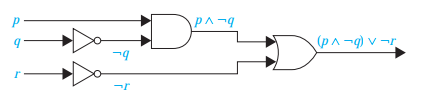 p
p ∧ ¬q
q
¬q
(p ∧ ¬q) ∨ ¬r
r
¬r